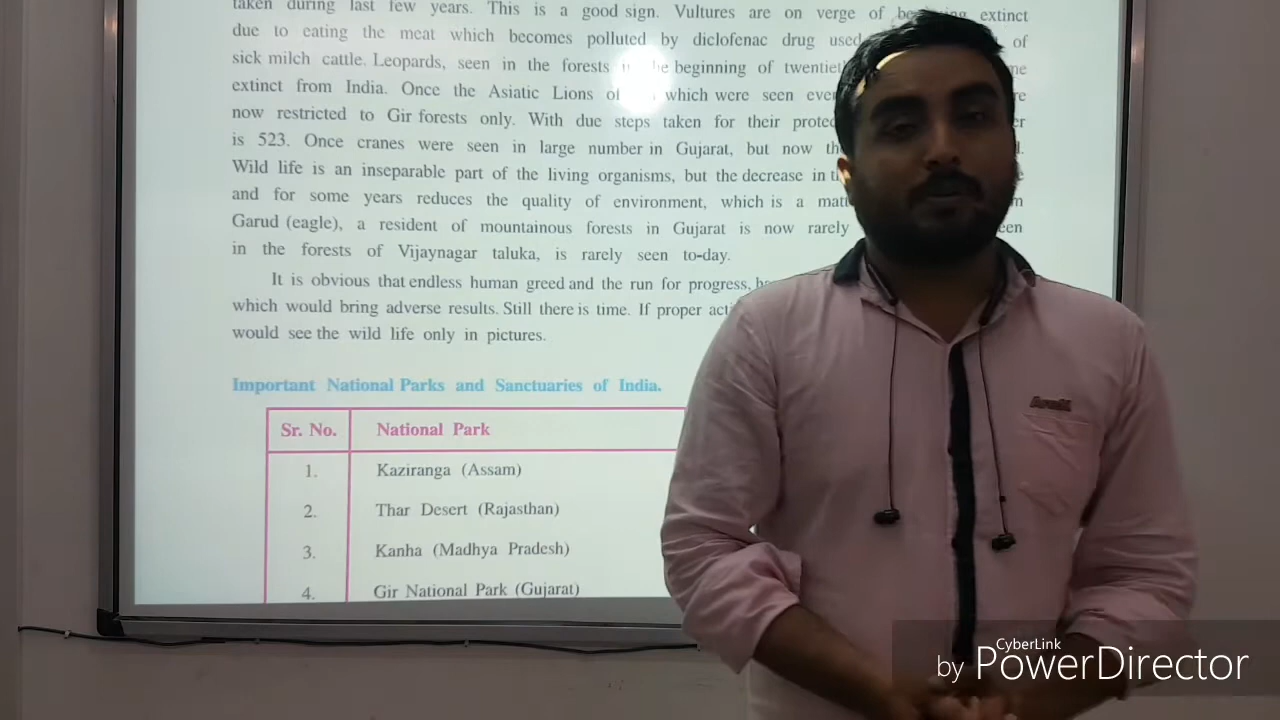 taken during last few years. This is a good sign. Vultures are on verge of extinct
due to eating the meat which becomes polluted by diclofenac drug used of
sick milch cattle. Leopards, seen in the forests beginning of
extinct from India. Once the Asiatic Lions which were seen
now restricted to Gir forests only. With due steps taken for their
is 523. Once cranes were seen in large number in Gujarat, but now
Wild life is an inseparable part of the living organisms, but the decrease in
and for some years reduces the quality of environment, which is a
Garud (eagle), a resident of mountainous forests in Gujarat is now rarely
in the forests of Vijaynagar taluka, is rarely seen to-day.
It is obvious that endless human greed and the run for progress,
which would bring adverse results. Still there is time. If proper
would see the wild life only in pictures.
Important National Parks and Sanctuaries of India.
Sr. No. National Park
1. Kaziranga (Assam)
2. Thar Desert (Rajasthan)
3. Kanha (Madhya Pradesh)
4. Gir National Park (Gujarat)
CyberLink
by PowerDirector